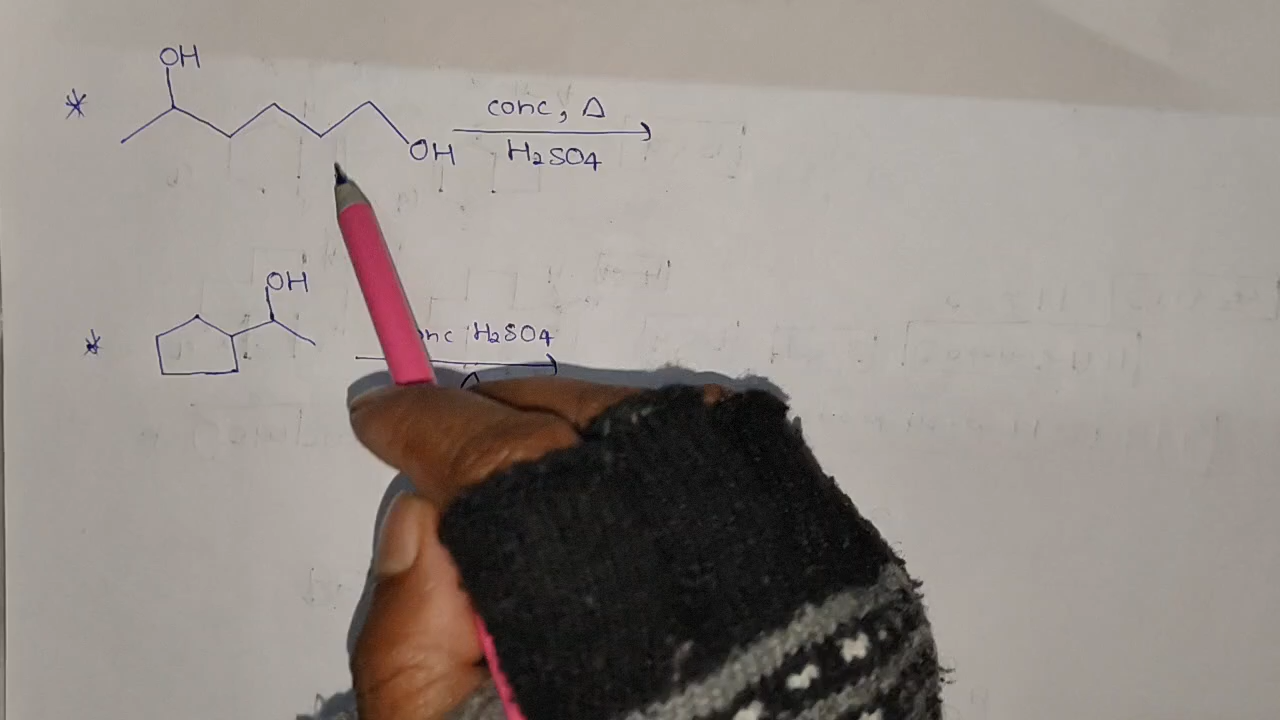 OH
* conc, Δ
OH H₂SO₄
OH
* H₂SO₄